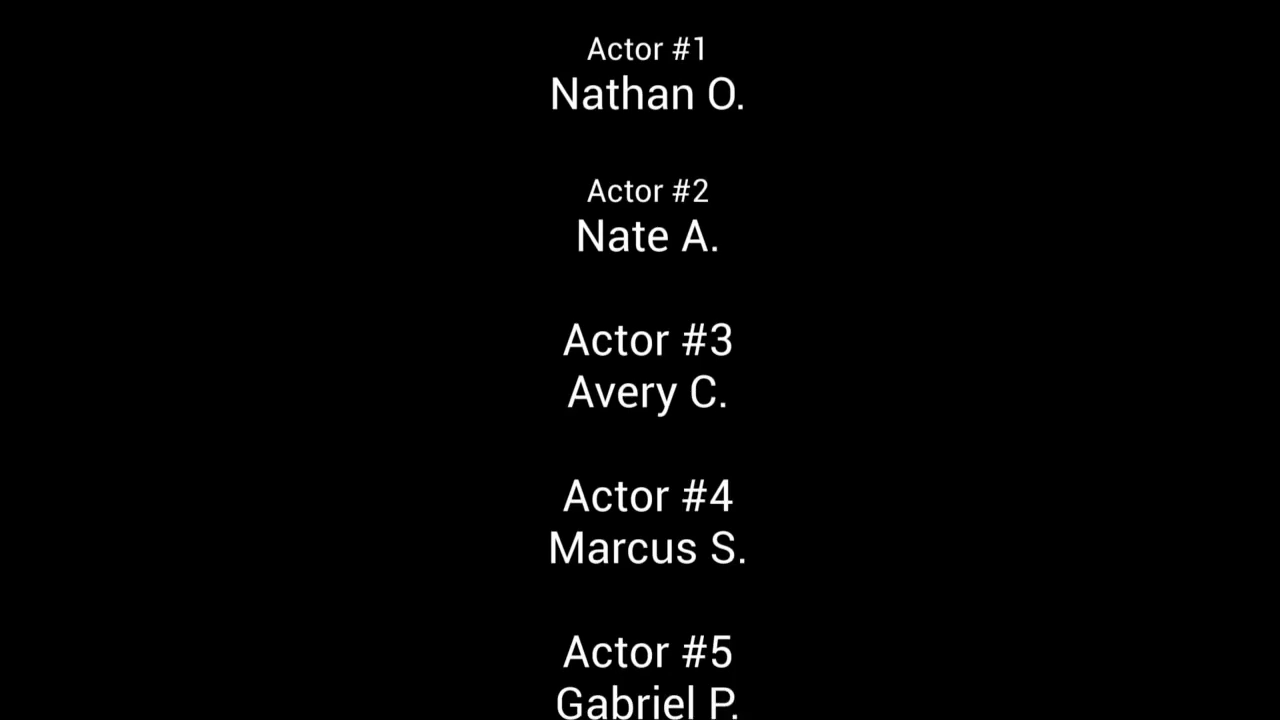 Actor #1
Nathan O.
Actor #2
Nate A.
Actor #3
Avery C.
Actor #4
Marcus S.
Actor #5
Gabriel P.